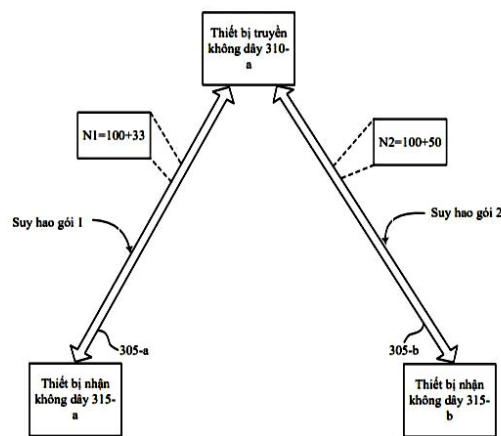 Thiết bị truyền
không dây 310-
a
N1=100+33
N2=100+50
Suy hao gói 1
Suy hao gói 2
305-a
305-b
Thiết bị nhận
không dây 315-
a
Thiết bị nhận
không dây 315-
b